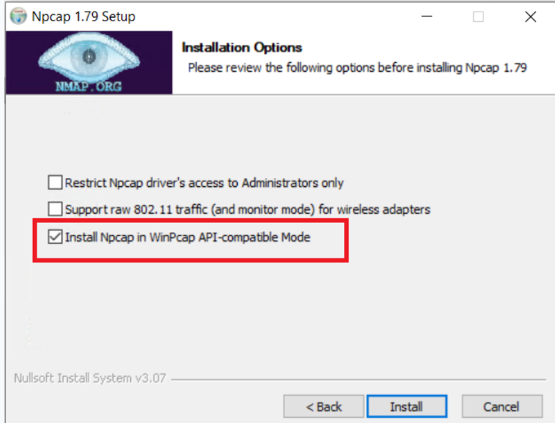 Npcap 1.79 Setup
Installation Options
Please review the following options before installing Npcap 1.79
NMAP.ORG
Restrict Npcap driver's access to Administrators only
Support raw 802.11 traffic (and monitor mode) for wireless adapters
Install Npcap in WinPcap API-compatible Mode
Nullsoft Install System v3.07
< Back Install Cancel